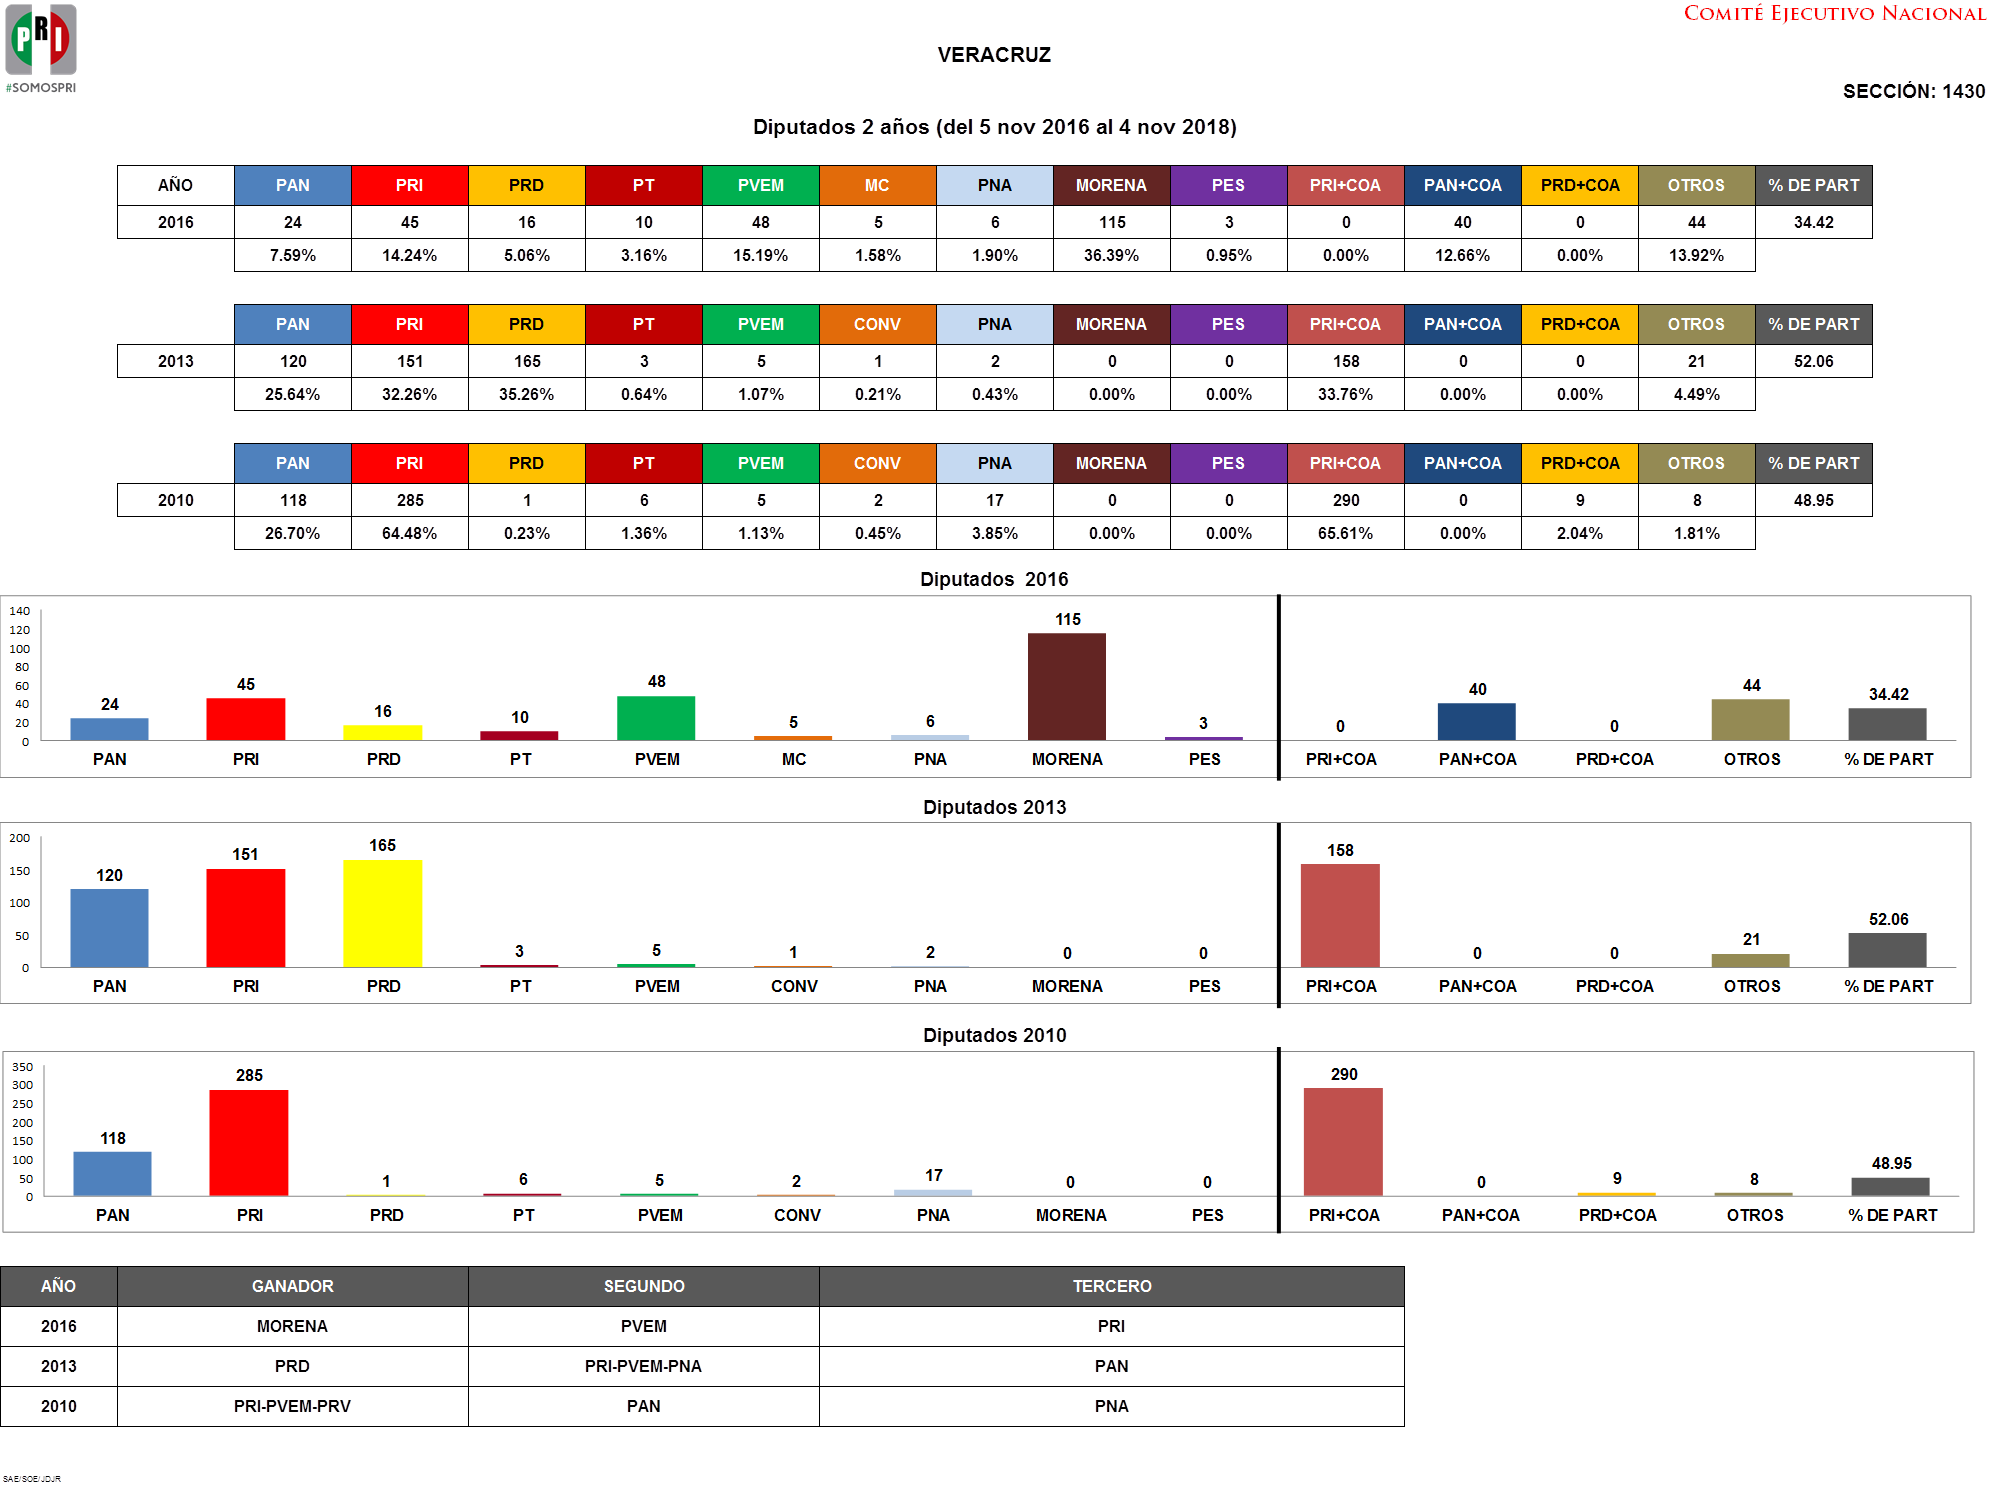 PRI
#SOMOSPRI
COMITÉ EJECUTIVO NACIONAL
VERACRUZ
SECCIÓN: 1430
Diputados 2 años (del 5 nov 2016 al 4 nov 2018)
AÑO PAN PRI PRD PT PVEM MC PNA MORENA PES PRI+COA PAN+COA PRD+COA OTROS % DE PART
2016 24 45 16 10 48 5 6 115 3 0 40 0 44 34.42
7.59% 14.24% 5.06% 3.16% 15.19% 1.58% 1.90% 36.39% 0.95% 0.00% 12.66% 0.00% 13.92%
PAN PRI PRD PT PVEM CONV PNA MORENA PES PRI+COA PAN+COA PRD+COA OTROS % DE PART
2013 120 151 165 3 5 1 2 0 0 158 0 0 21 52.06
25.64% 32.26% 35.26% 0.64% 1.07% 0.21% 0.43% 0.00% 0.00% 33.76% 0.00% 0.00% 4.49%
PAN PRI PRD PT PVEM CONV PNA MORENA PES PRI+COA PAN+COA PRD+COA OTROS % DE PART
2010 118 285 1 6 5 2 17 0 0 290 0 9 8 48.95
26.70% 64.48% 0.23% 1.36% 1.13% 0.45% 3.85% 0.00% 0.00% 65.61% 0.00% 2.04% 1.81%
Diputados 2016
140
120
100
80
60
40
20
0
24 45 16 10 48 5 6 115 3 0 40 0 44 34.42
PAN PRI PRD PT PVEM MC PNA MORENA PES PRI+COA PAN+COA PRD+COA OTROS % DE PART
Diputados 2013
200
150
100
50
0
120 151 165 3 5 1 2 0 0 158 0 0 21 52.06
PAN PRI PRD PT PVEM CONV PNA MORENA PES PRI+COA PAN+COA PRD+COA OTROS % DE PART
Diputados 2010
350
300
250
200
150
100
50
0
118 285 1 6 5 2 17 0 0 290 0 9 8 48.95
PAN PRI PRD PT PVEM CONV PNA MORENA PES PRI+COA PAN+COA PRD+COA OTROS % DE PART
AÑO GANADOR SEGUNDO TERCERO
2016 MORENA PVEM PRI
2013 PRD PRI-PVEM-PNA PAN
2010 PRI-PVEM-PRV PAN PNA
SAE/SOE/JDJR